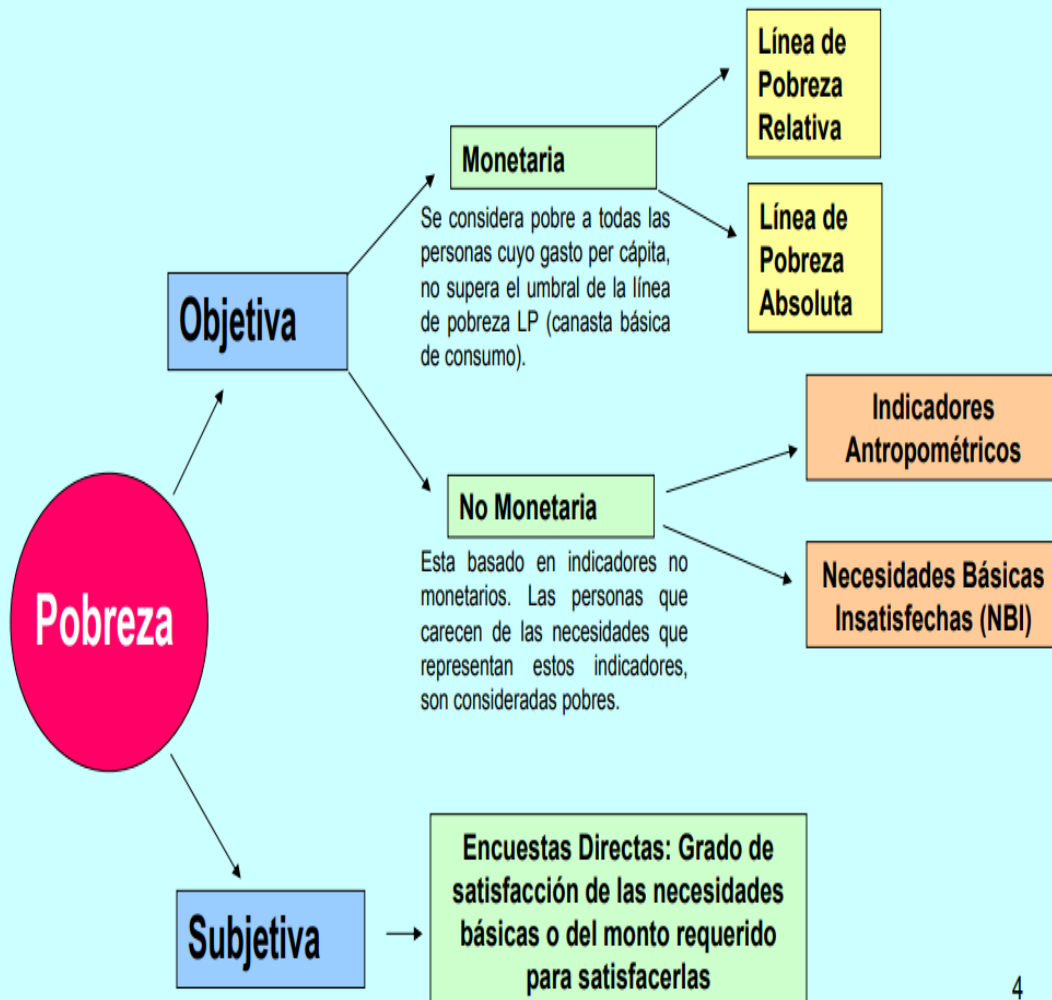 Pobreza
Objetiva
Monetaria
Se considera pobre a todas las
personas cuyo gasto per cápita,
no supera el umbral de la línea
de pobreza LP (canasta básica
de consumo).
Línea de
Pobreza
Relativa
Línea de
Pobreza
Absoluta
No Monetaria
Esta basado en indicadores no
monetarios. Las personas que
carecen de las necesidades que
representan estos indicadores,
son consideradas pobres.
Indicadores
Antropométricos
Necesidades Básicas
Insatisfechas (NBI)
Subjetiva
Encuestas Directas: Grado de
satisfacción de las necesidades
básicas o del monto requerido
para satisfacerlas
4